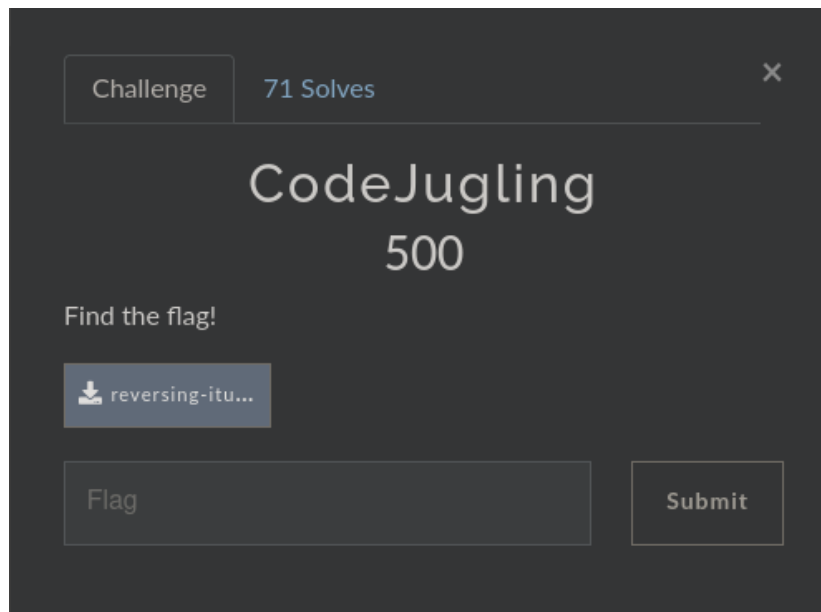 Challenge 71 Solves ×
CodeJugling
500
Find the flag!
reversing-itu...
Flag Submit